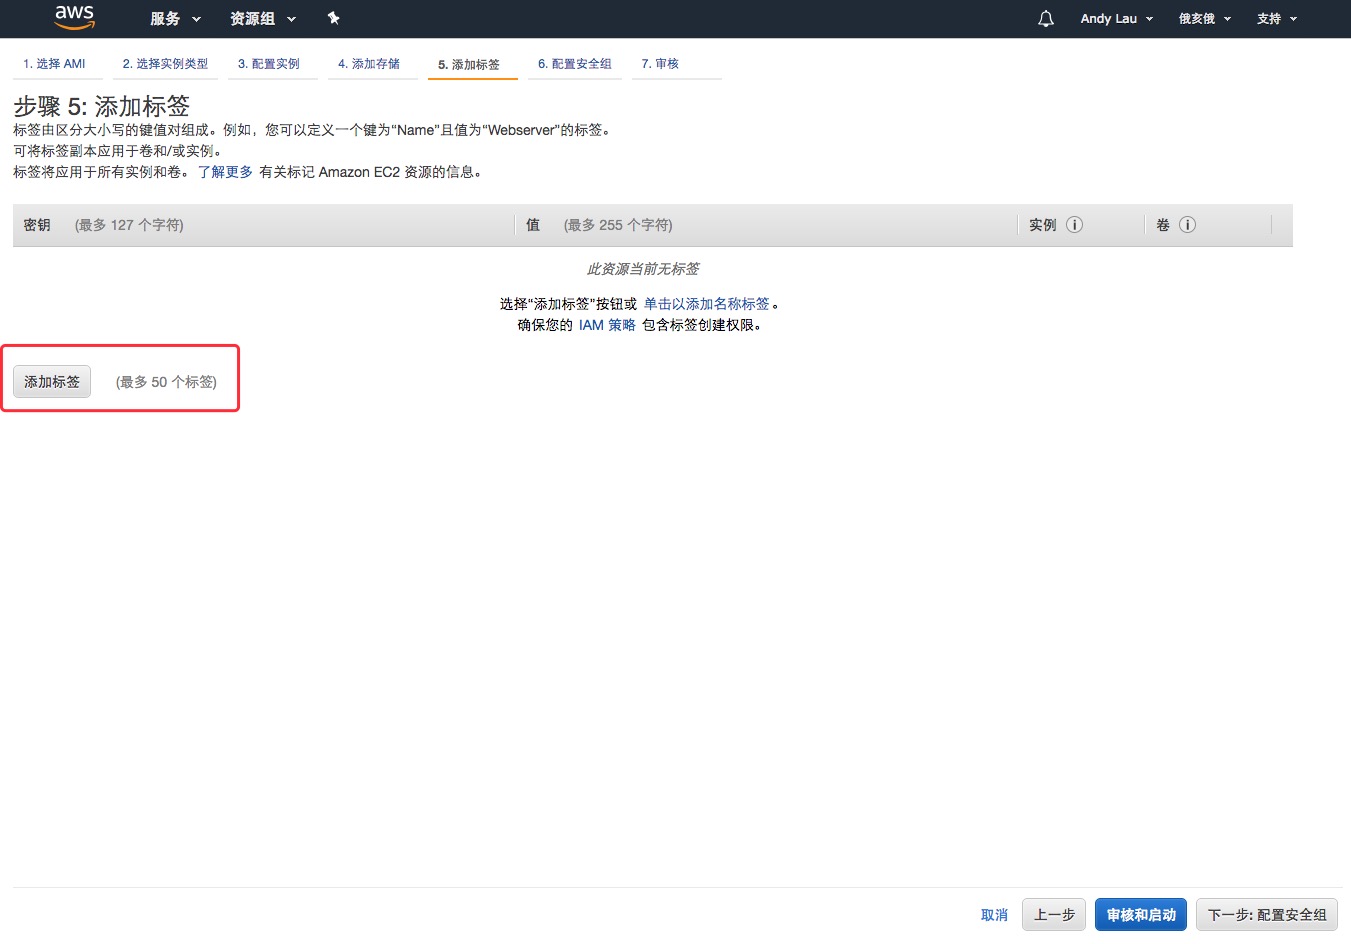 aws 服务 资源组 Andy Lau 俄亥俄 支持
1. 选择 AMI 2. 选择实例类型 3. 配置实例 4. 添加存储 5. 添加标签 6. 配置安全组 7. 审核
步骤 5: 添加标签
标签由区分大小写的键值对组成。例如，您可以定义一个键为“Name”且值为“Webserver”的标签。
可将标签副本应用于卷和/或实例。
标签将应用于所有实例和卷。 了解更多 有关标记 Amazon EC2 资源的信息。
密钥 (最多 127 个字符) 值 (最多 255 个字符) 实例 卷
此资源当前无标签
选择“添加标签”按钮或 单击以添加名称标签 。
确保您的 IAM 策略 包含标签创建权限。
添加标签 (最多 50 个标签)
取消 上一步 审核和启动 下一步: 配置安全组